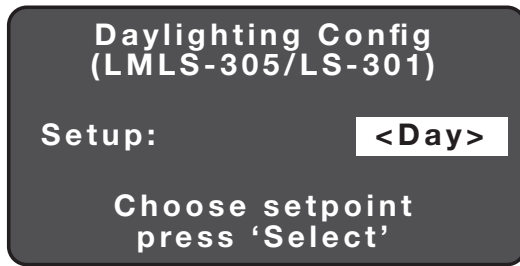 Daylighting Config
(LMLS-305/LS-301)
Setup: <Day>
Choose setpoint
press ‘Select’